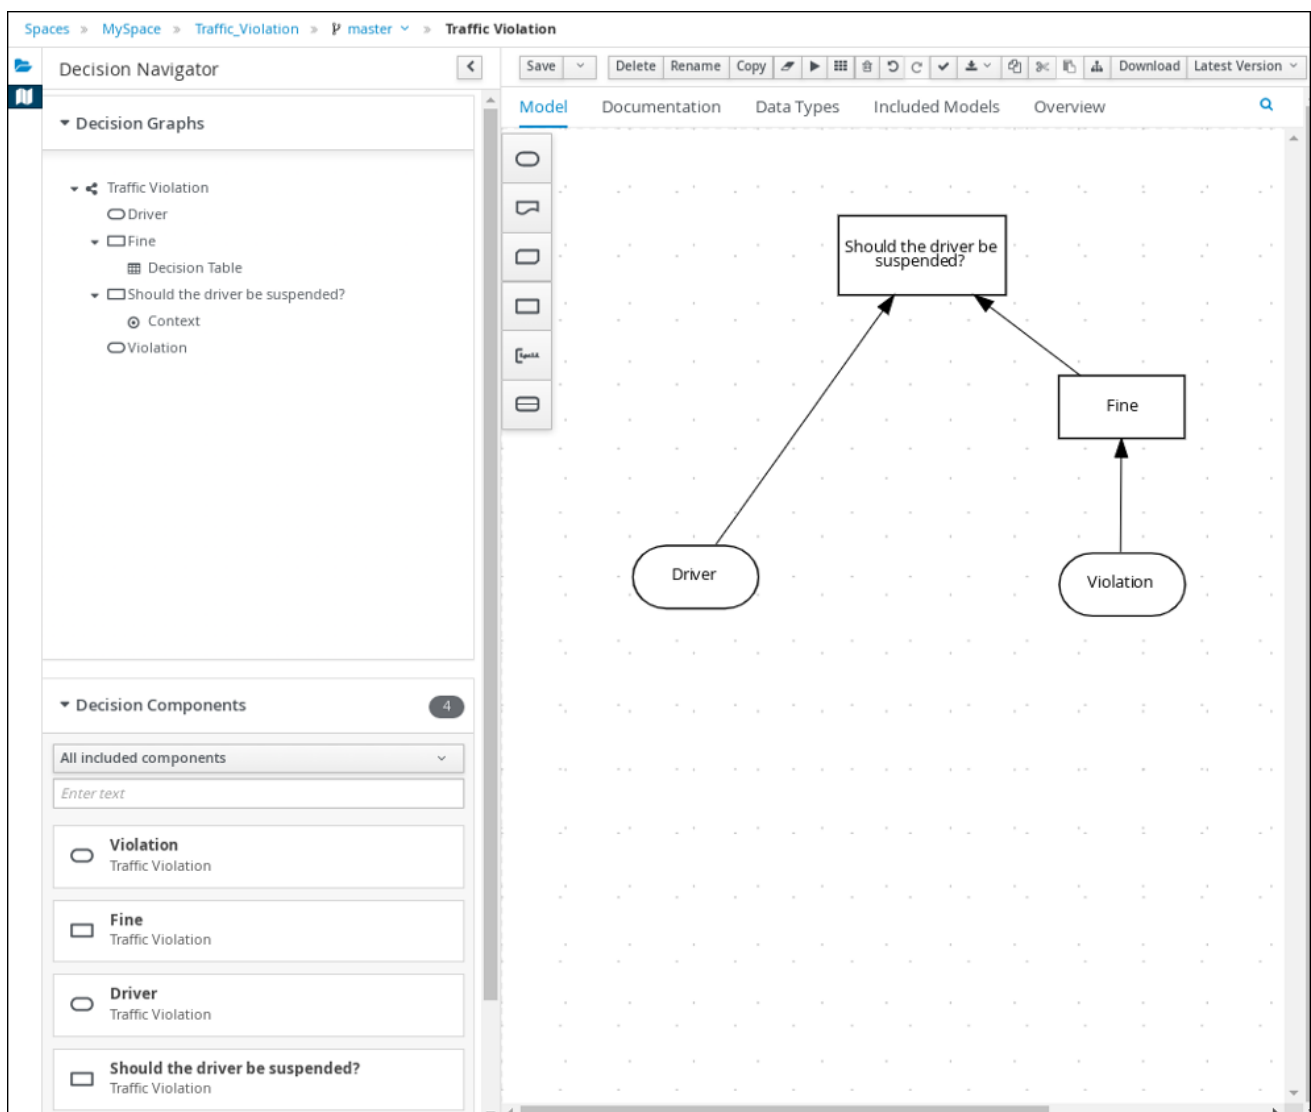 Spaces » MySpace » Traffic_Violation » master » Traffic Violation
Decision Navigator
Save Delete Rename Copy Download Latest Version
Model Documentation Data Types Included Models Overview
Decision Graphs
Traffic Violation
Driver
Fine
Decision Table
Should the driver be suspended?
Context
Violation
Should the driver be
suspended?
Fine
Driver
Violation
Decision Components 4
All included components
Enter text
Violation
Traffic Violation
Fine
Traffic Violation
Driver
Traffic Violation
Should the driver be suspended?
Traffic Violation